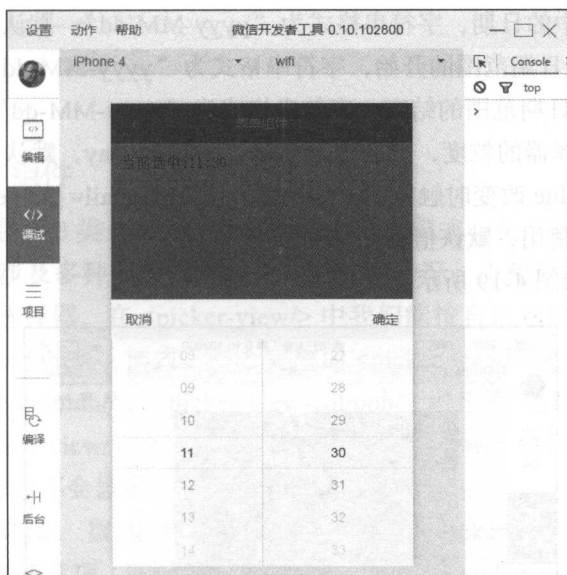 设置 动作 帮助 微信开发者工具 0.10.102800
iPhone 4 wifi Console
top
编辑
当前选中:11:30
调试
项目
取消 确定
27
09 28
10 29
编译
11 30
12 31
后台
13 32
14 33